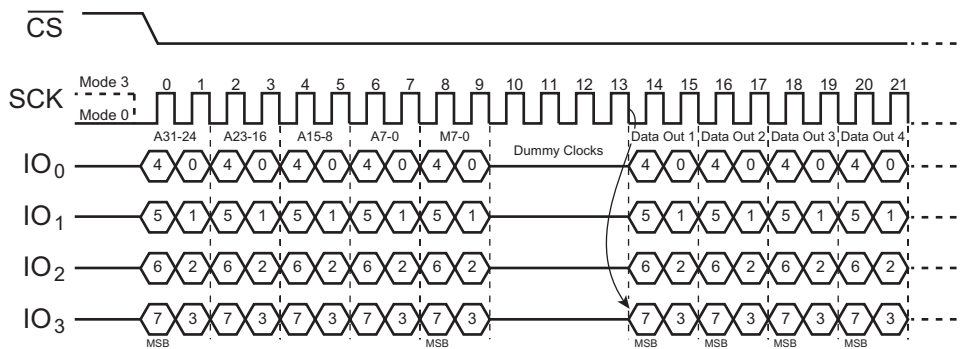 CS
Mode 3
0 1 2 3 4 5 6 7 8 9 10 11 12 13 14 15 16 17 18 19 20 21
SCK
Mode 0
A31-24 A23-16 A15-8 A7-0 M7-0 Data Out 1 Data Out 2 Data Out 3 Data Out 4
Dummy Clocks
IO0 4 0 4 0 4 0 4 0 4 0 4 0 4 0 4 0 4 0
IO1 5 1 5 1 5 1 5 1 5 1 5 1 5 1 5 1 5 1
IO2 6 2 6 2 6 2 6 2 6 2 6 2 6 2 6 2 6 2
IO3 7 3 7 3 7 3 7 3 7 3 7 3 7 3 7 3 7 3
MSB MSB MSB MSB MSB MSB